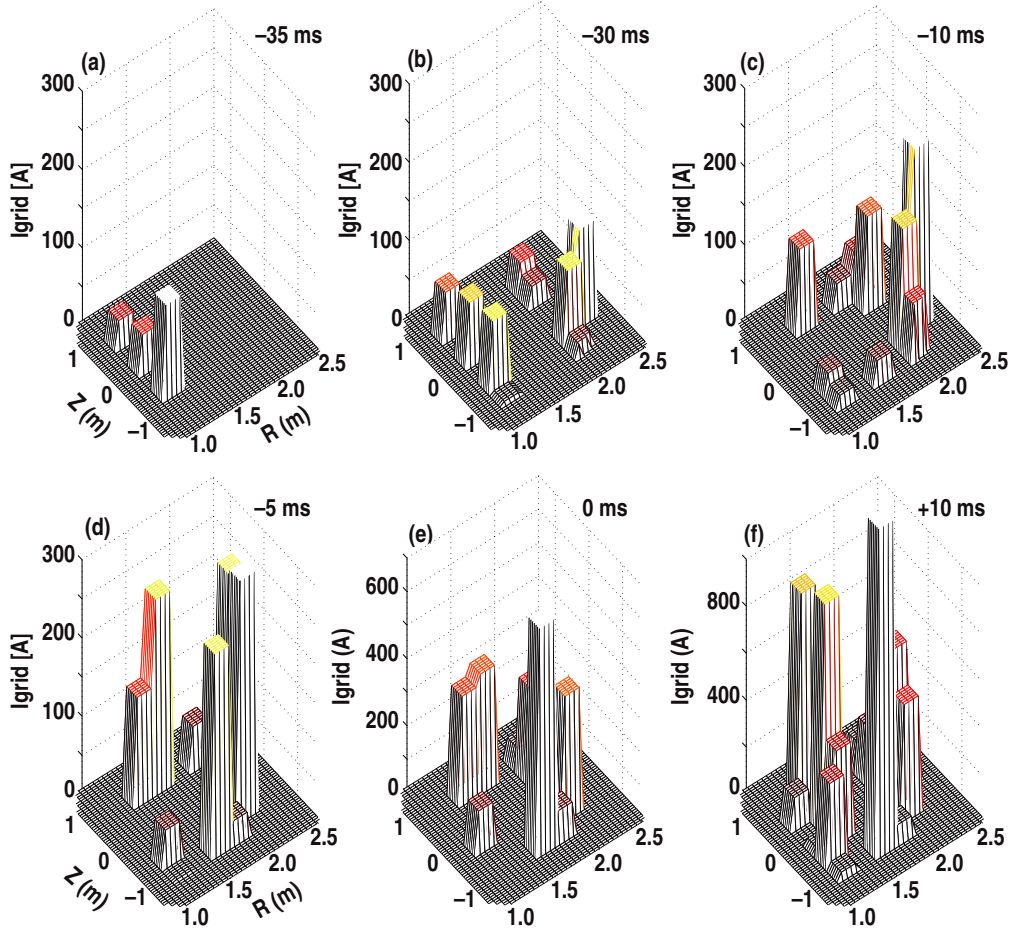 (a)
–35 ms
300
200
100
0
Igrid [A]
1
0
–1
Z (m)
1.0
1.5
2.0
2.5
R (m)
(b)
–30 ms
300
200
100
0
Igrid [A]
1
0
–1
1.0
1.5
2.0
2.5
(c)
–10 ms
300
200
100
0
Igrid [A]
1
0
–1
1.0
1.5
2.0
2.5
(d)
–5 ms
300
200
100
0
Igrid [A]
1
0
–1
Z (m)
1.0
1.5
2.0
2.5
R (m)
(e)
0 ms
600
400
200
0
Igrid (A)
1
0
–1
1.0
1.5
2.0
2.5
(f)
+10 ms
800
400
0
Igrid (A)
1
0
–1
1.0
1.5
2.0
2.5